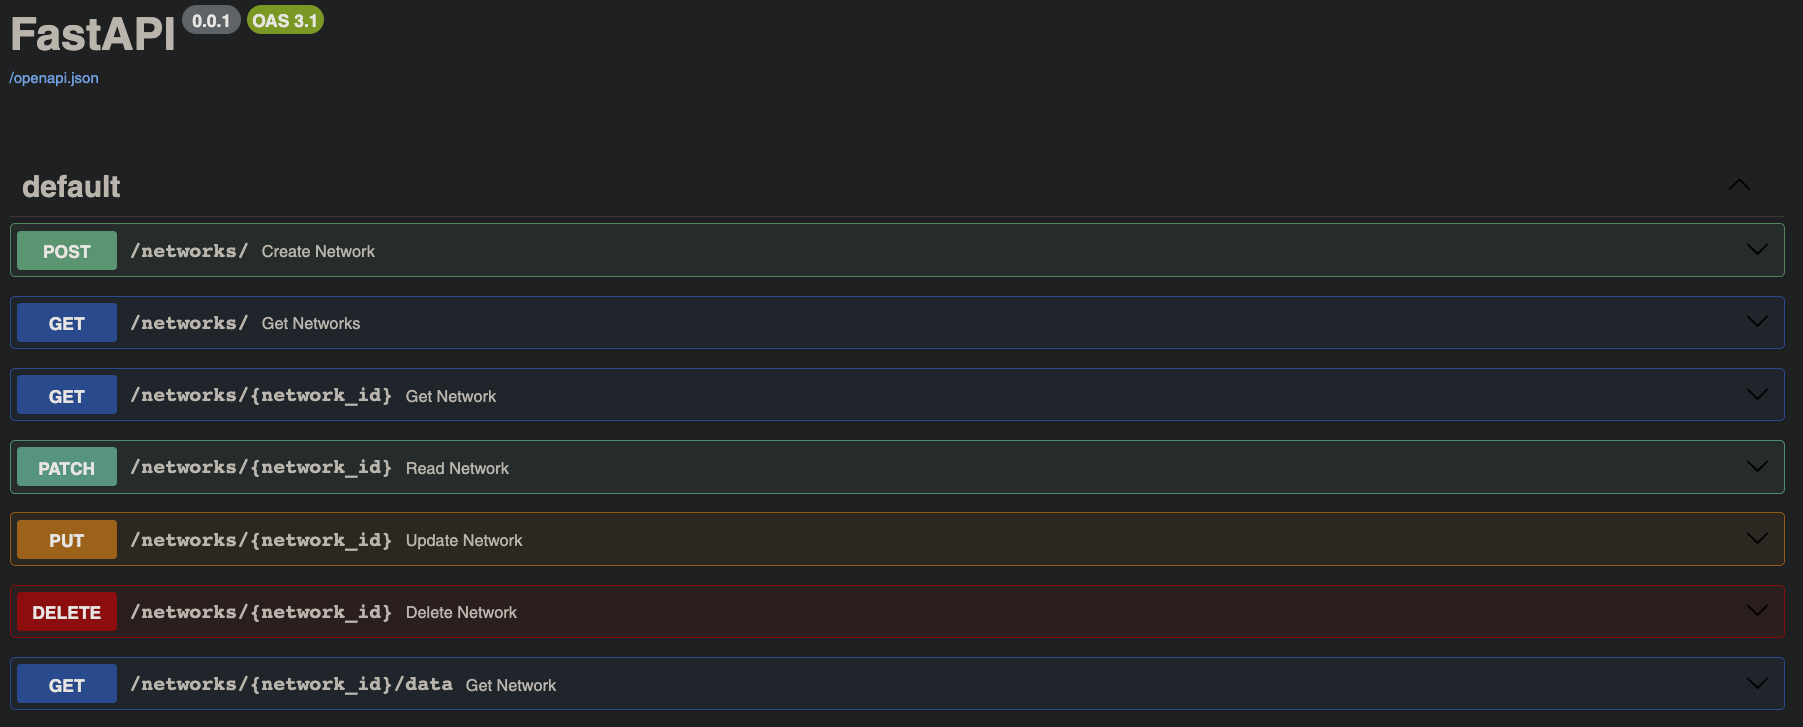 FastAPI 0.0.1 OAS 3.1
/openapi.json
default
POST /networks/ Create Network
GET /networks/ Get Networks
GET /networks/{network_id} Get Network
PATCH /networks/{network_id} Read Network
PUT /networks/{network_id} Update Network
DELETE /networks/{network_id} Delete Network
GET /networks/{network_id}/data Get Network